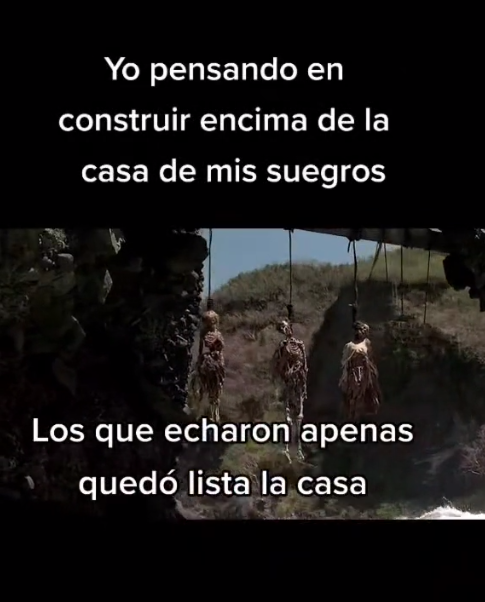 Yo pensando en
construir encima de la
casa de mis suegros
Los que echaron apenas
quedó lista la casa